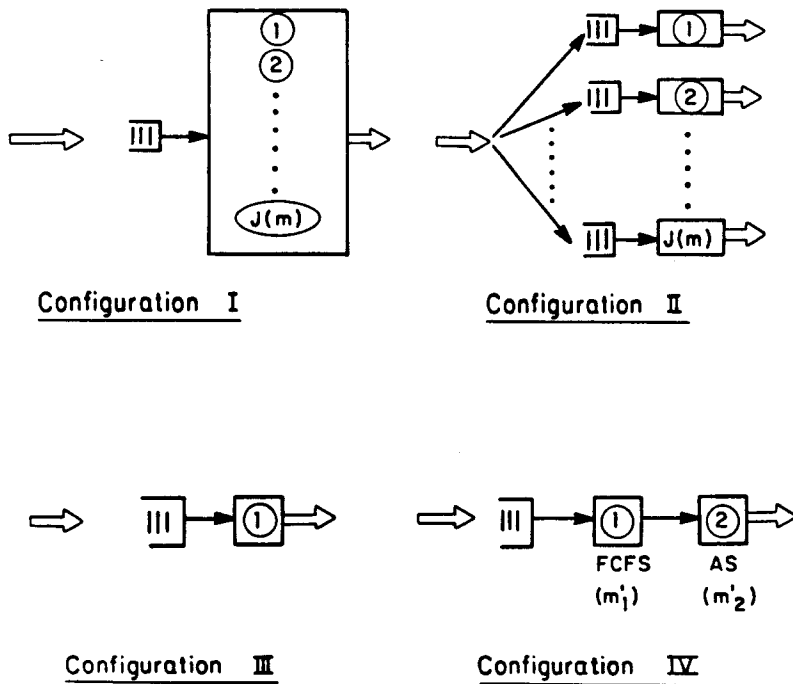 1
2
J(m)
Configuration I
1
2
J(m)
Configuration II
1
Configuration III
1
2
FCFS
AS
(m'1)
(m'2)
Configuration IV